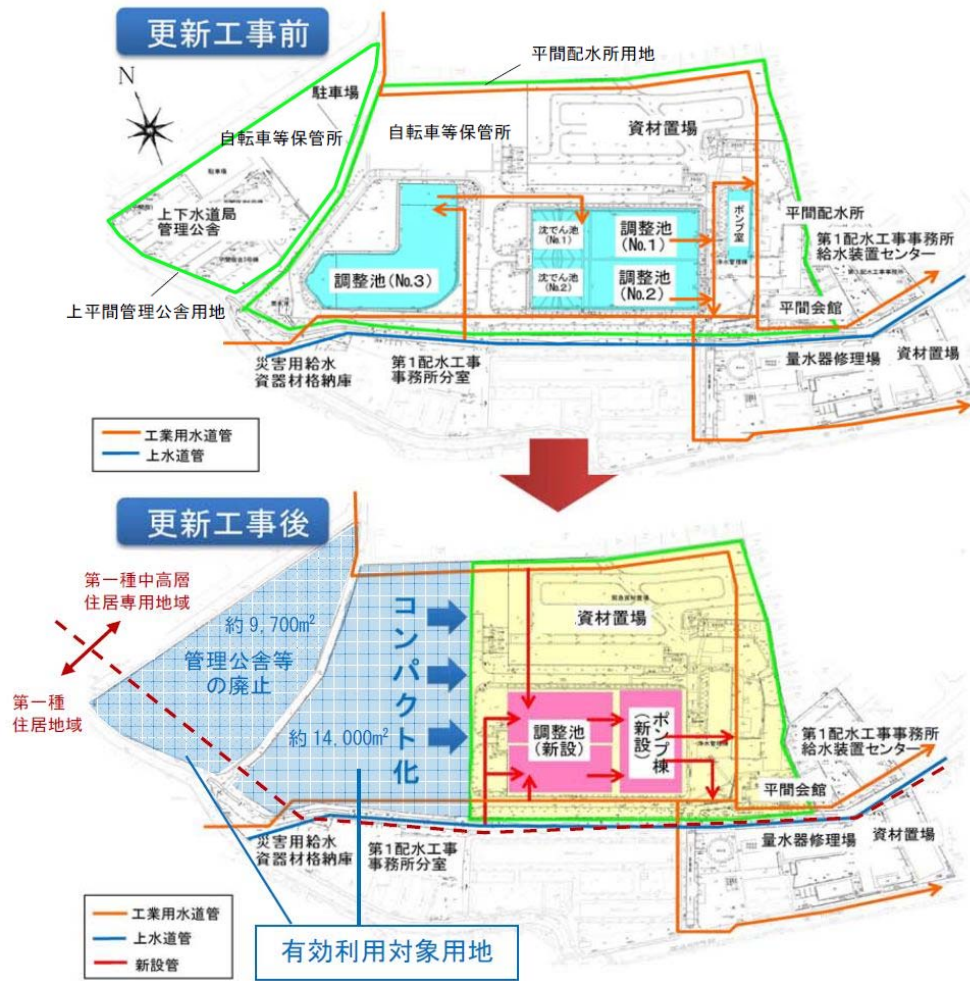 更新工事前
平間配水所用地
N
駐車場
自転車等保管所
自転車等保管所
資材置場
駐車場
上下水道局
管理公舎
ポンプ室
平間配水所
沈でん池
(No.1)
調整池
(No.1)
第1配水工事事務所
給水装置センター
調整池(No.3)
沈でん池
(No.2)
調整池
(No.2)
上平間管理公舎用地
平間会館
災害用給水
資器材格納庫
第1配水工事
事務所分室
量水器修理場
資材置場
工業用水道管
上水道管
更新工事後
第一種中高層
住居専用地域
約9,700m²
管理公舎等
の廃止
第一種
住居地域
約14,000m²
コンパクト化
資材置場
調整池
(新設)
ポンプ棟
(新設)
第1配水工事事務所
給水装置センター
平間会館
災害用給水
資器材格納庫
第1配水工事
事務所分室
量水器修理場
資材置場
工業用水道管
上水道管
新設管
有効利用対象用地